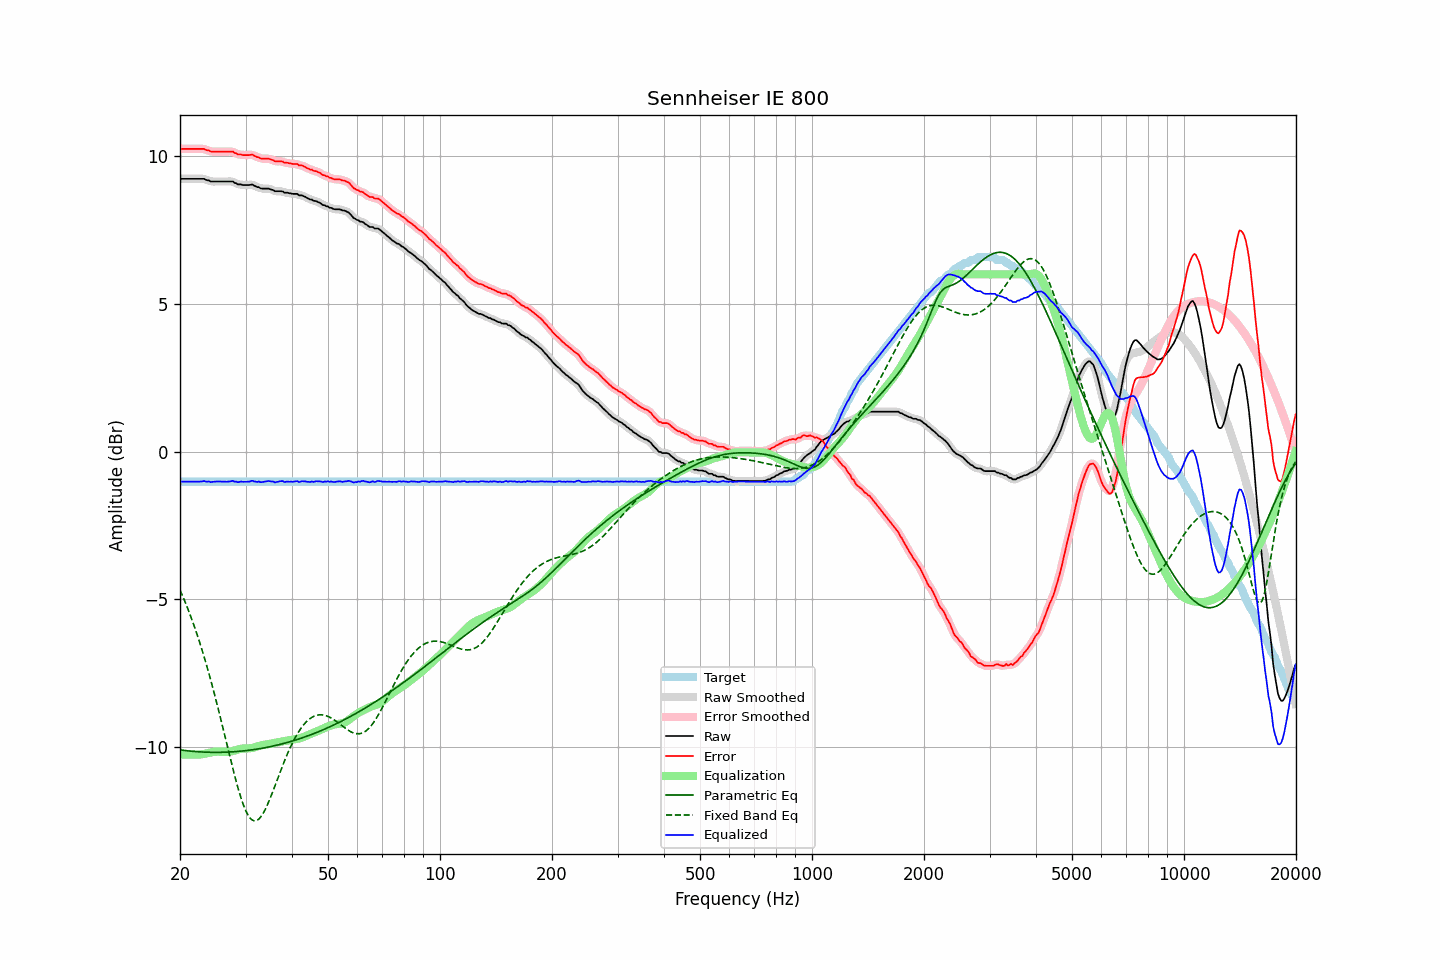 Sennheiser IE 800
Amplitude (dBr)
10
5
0
−5
−10
20
50
100
200
500
1000
2000
5000
10000
20000
Frequency (Hz)
Target
Raw Smoothed
Error Smoothed
Raw
Error
Equalization
Parametric Eq
Fixed Band Eq
Equalized